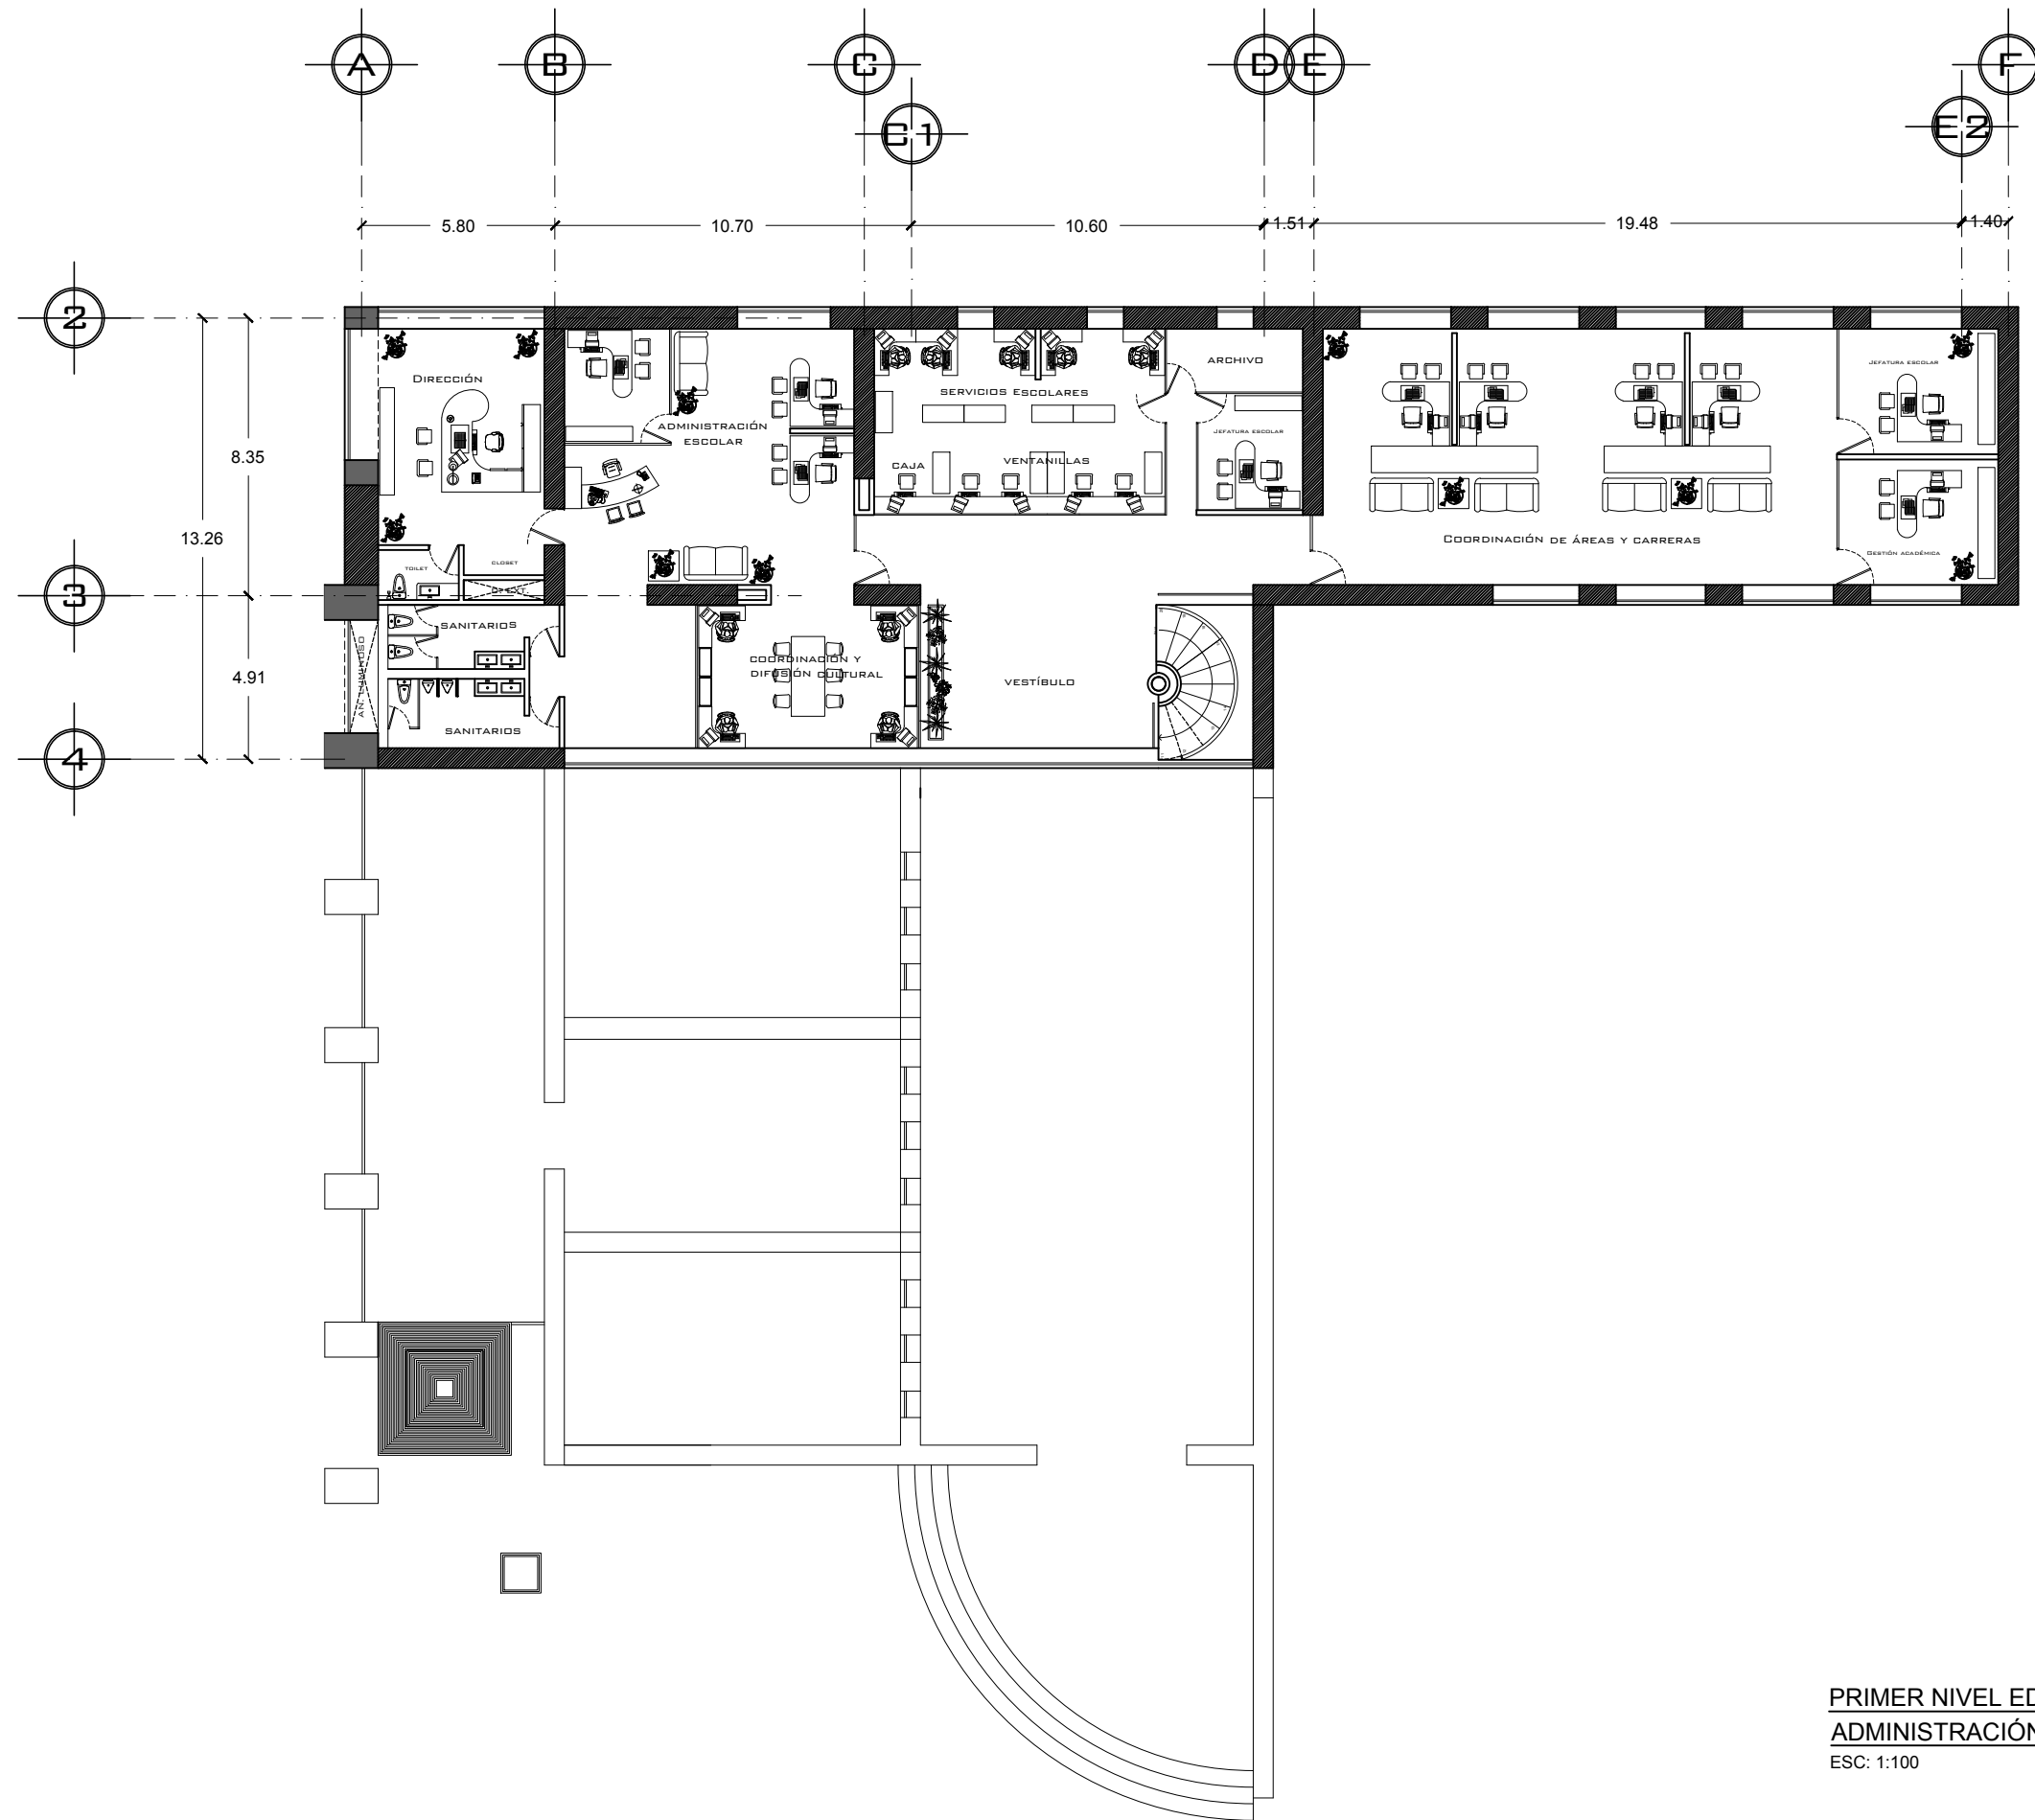 A
B
C
D
E
F
C1
E2
5.80
10.70
10.60
1.51
19.48
1.40
2
3
4
8.35
13.26
4.91
DIRECCIÓN
ADMINISTRACIÓN
ESCOLAR
SERVICIOS ESCOLARES
ARCHIVO
JEFATURA ESCOLAR
CAJA
VENTANILLAS
JEFATURA ESCOLAR
COORDINACIÓN DE ÁREAS Y CARRERAS
GESTIÓN ACADÉMICA
TOILET
CLOSET
SANITARIOS
COORDINACIÓN Y
DIFUSIÓN CULTURAL
VESTÍBULO
SANITARIOS
PRIMER NIVEL ED
ADMINISTRACIÓN
ESC: 1:100